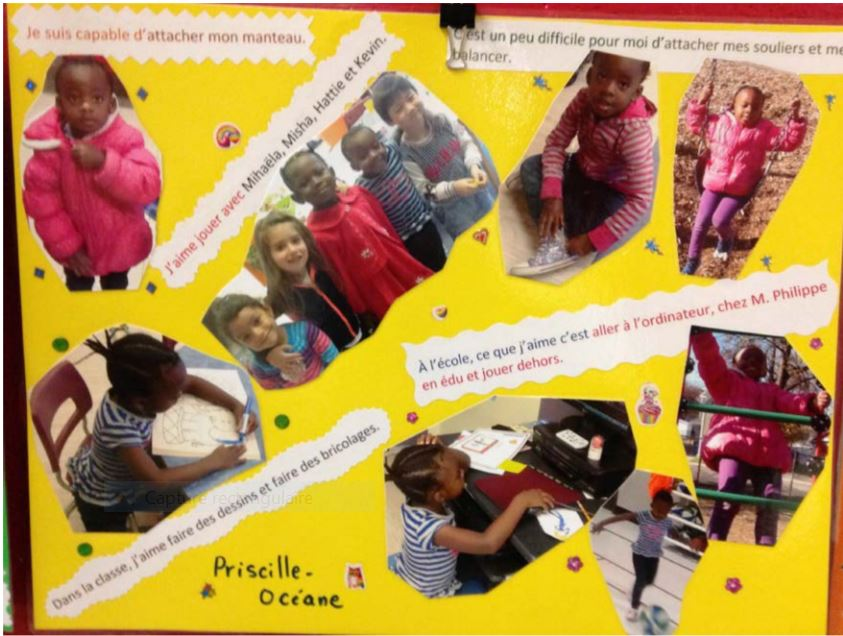 Je suis capable d'attacher mon manteau.
C'est un peu difficile pour moi d'attacher mes souliers et me
balancer.
J'aime jouer avec Mihaëla, Misha, Hattie et Kevin.
À l'école, ce que j'aime c'est aller à l'ordinateur, chez M. Philippe
en édu et jouer dehors.
Dans la classe, j'aime faire des dessins et faire des bricolages.
Capture rectangulaire
Priscille-
Océane